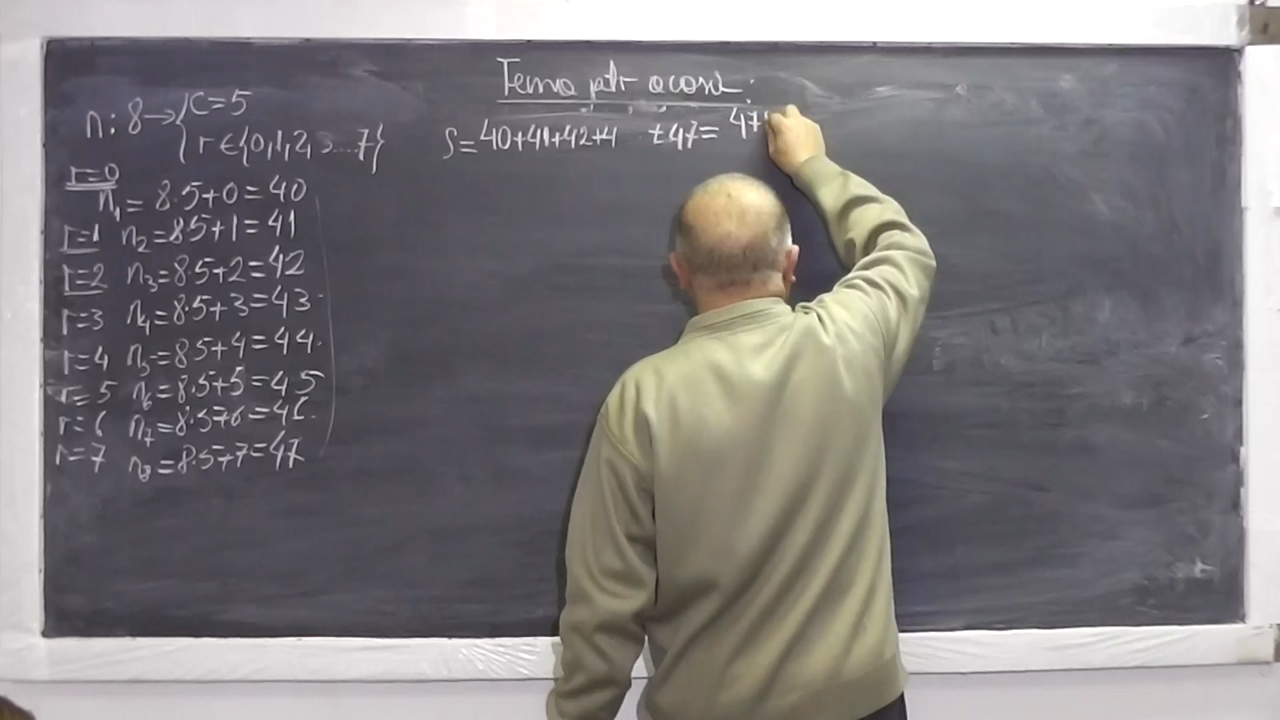 Tema ptr acasă:
n : 8 → { C = 5
r ∈ {0, 1, 2, 3...7}
S = 40+41+42+4 +47= 47
r=0
n₁ = 8·5+0=40
r=1 n₂=8·5+1=41
r=2 n₃=8·5+2=42
r=3 n₄=8·5+3=43
r=4 n₅=8·5+4=44
r=5 n₆=8·5+5=45
r=6 n₇=8·5+6=46
r=7 n₈=8·5+7=47